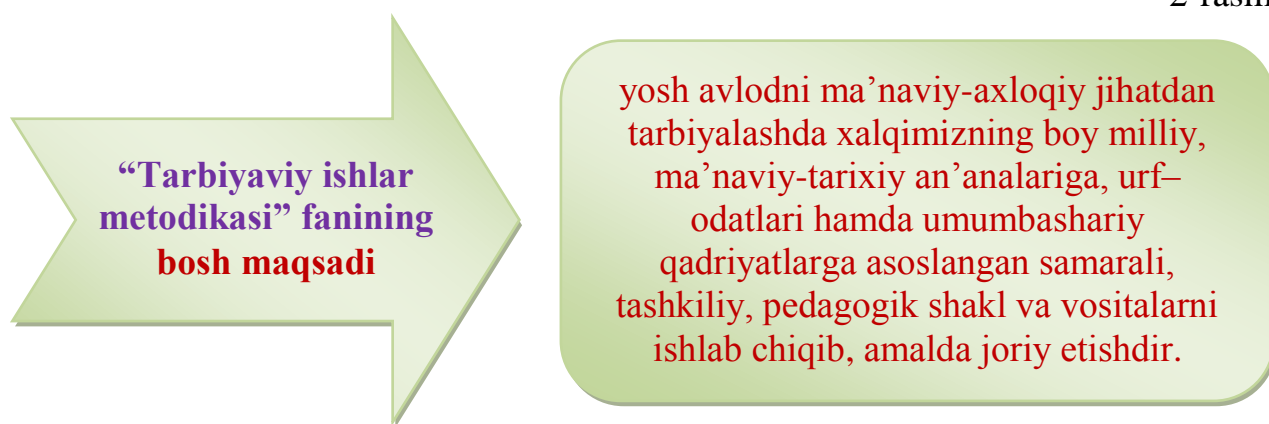 “Tarbiyaviy ishlar
metodikasi” fanining
bosh maqsadi
yosh avlodni ma’naviy-axloqiy jihatdan
tarbiyalashda xalqimizning boy milliy,
ma’naviy-tarixiy an’analariga, urf–
odatlari hamda umumbashariy
qadriyatlarga asoslangan samarali,
tashkiliy, pedagogik shakl va vositalarni
ishlab chiqib, amalda joriy etishdir.